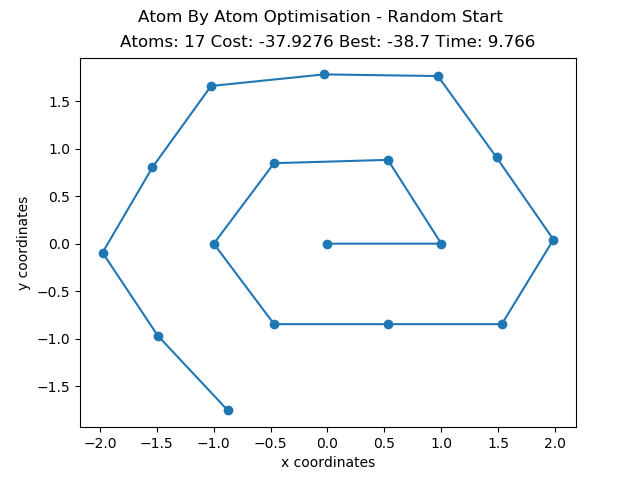 Atom By Atom Optimisation - Random Start
Atoms: 17 Cost: -37.9276 Best: -38.7 Time: 9.766
1.5
1.0
0.5
0.0
−0.5
−1.0
−1.5
y coordinates
−2.0 −1.5 −1.0 −0.5 0.0 0.5 1.0 1.5 2.0
x coordinates